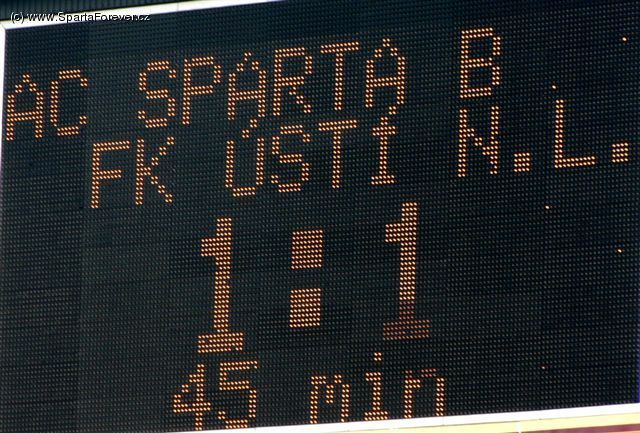 (c) www.SpartaForever.cz
AC SPARTA B
FK ÚSTÍ N.L.
1:1
45 min